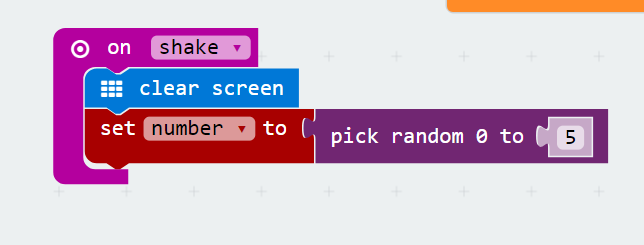 on shake
clear screen
set number to pick random 0 to 5